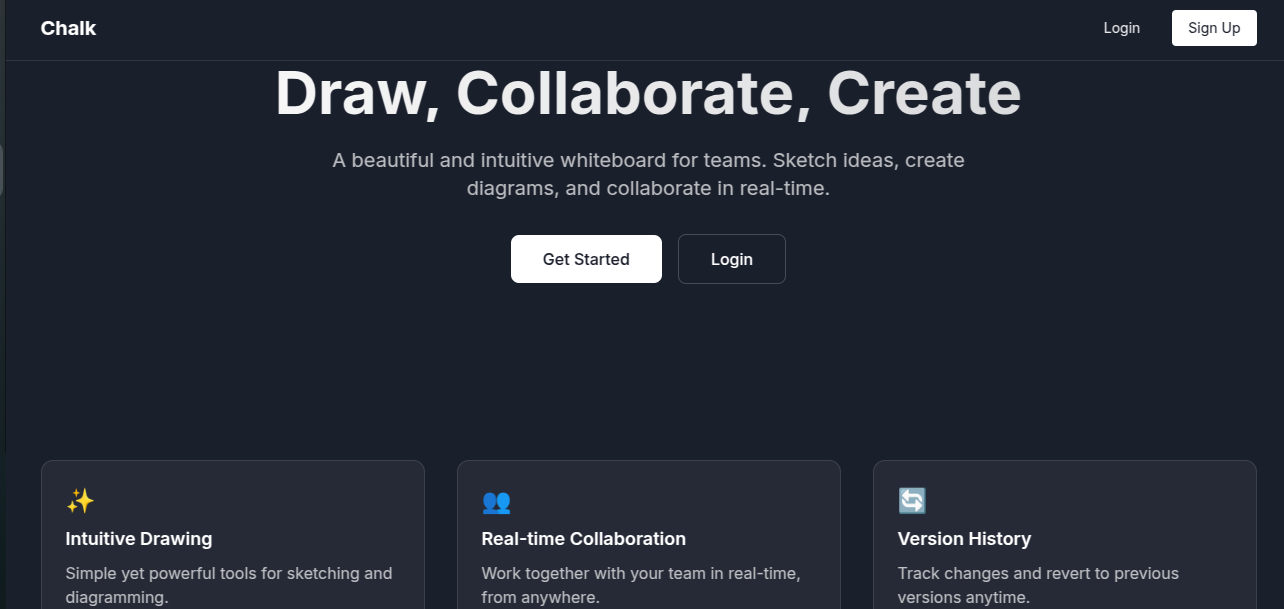 Chalk
Login
Sign Up
Draw, Collaborate, Create
A beautiful and intuitive whiteboard for teams. Sketch ideas, create
diagrams, and collaborate in real-time.
Get Started
Login
Intuitive Drawing
Simple yet powerful tools for sketching and
diagramming.
Real-time Collaboration
Work together with your team in real-time,
from anywhere.
Version History
Track changes and revert to previous
versions anytime.